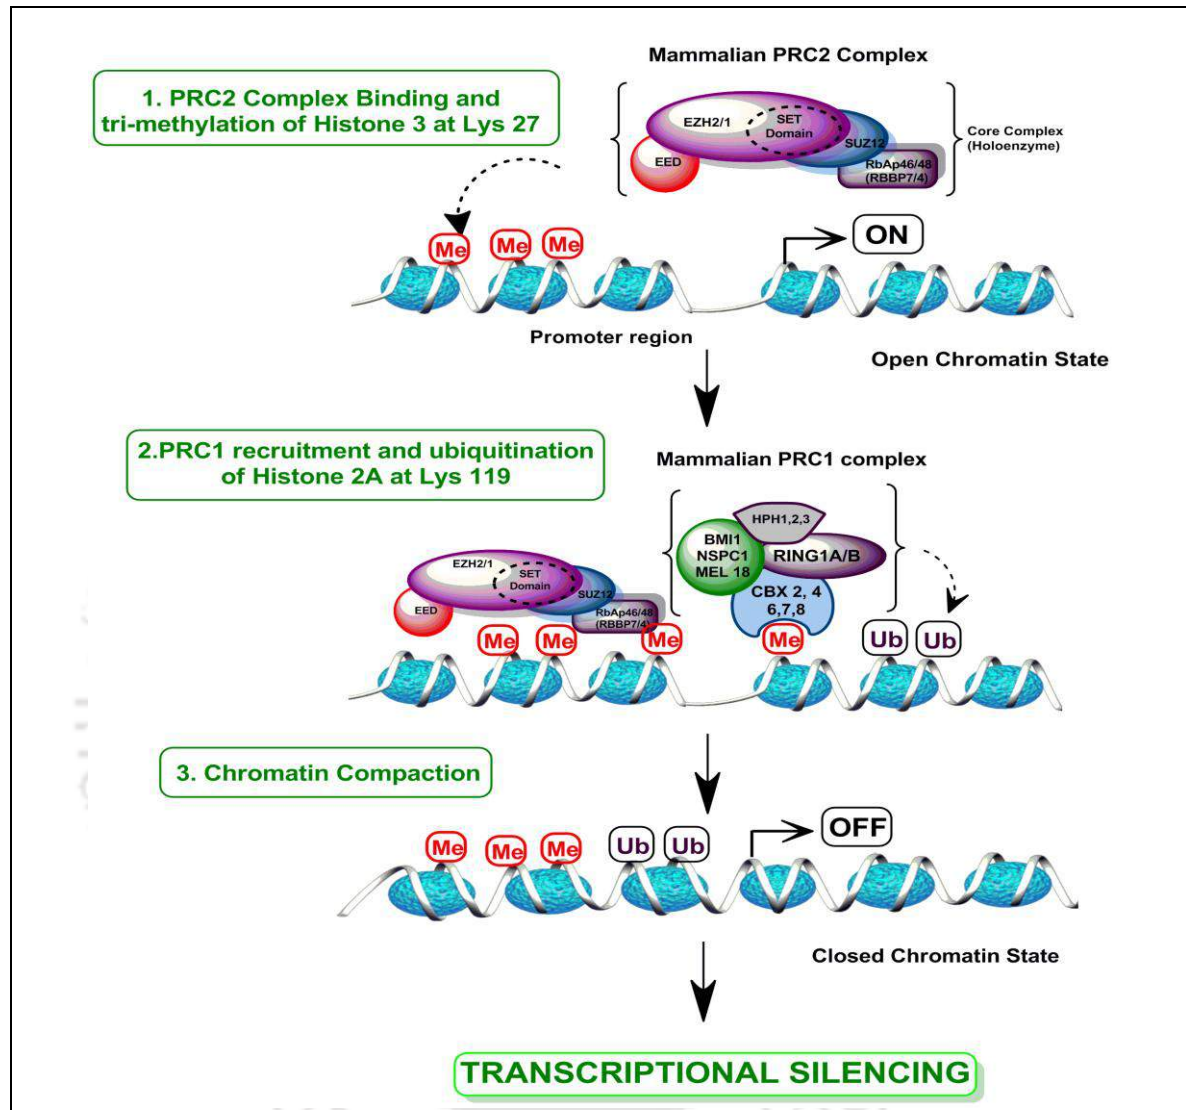 Mammalian PRC2 Complex
1. PRC2 Complex Binding and
tri-methylation of Histone 3 at Lys 27
EZH2/1
SET
Domain
SUZ12
EED
RbAp46/48
(RBBP7/4)
Core Complex
(Holoenzyme)
Me
Me
Me
ON
Promoter region
Open Chromatin State
2.PRC1 recruitment and ubiquitination
of Histone 2A at Lys 119
Mammalian PRC1 complex
HPH1,2,3
BMI1
NSPC1
MEL 18
RING1A/B
CBX 2, 4
6,7,8
EZH2/1
SET
Domain
SUZ12
EED
RbAp46/48
(RBBP7/4)
Me
Me
Me
Me
Ub
Ub
3. Chromatin Compaction
Me
Me
Me
Ub
Ub
OFF
Closed Chromatin State
TRANSCRIPTIONAL SILENCING